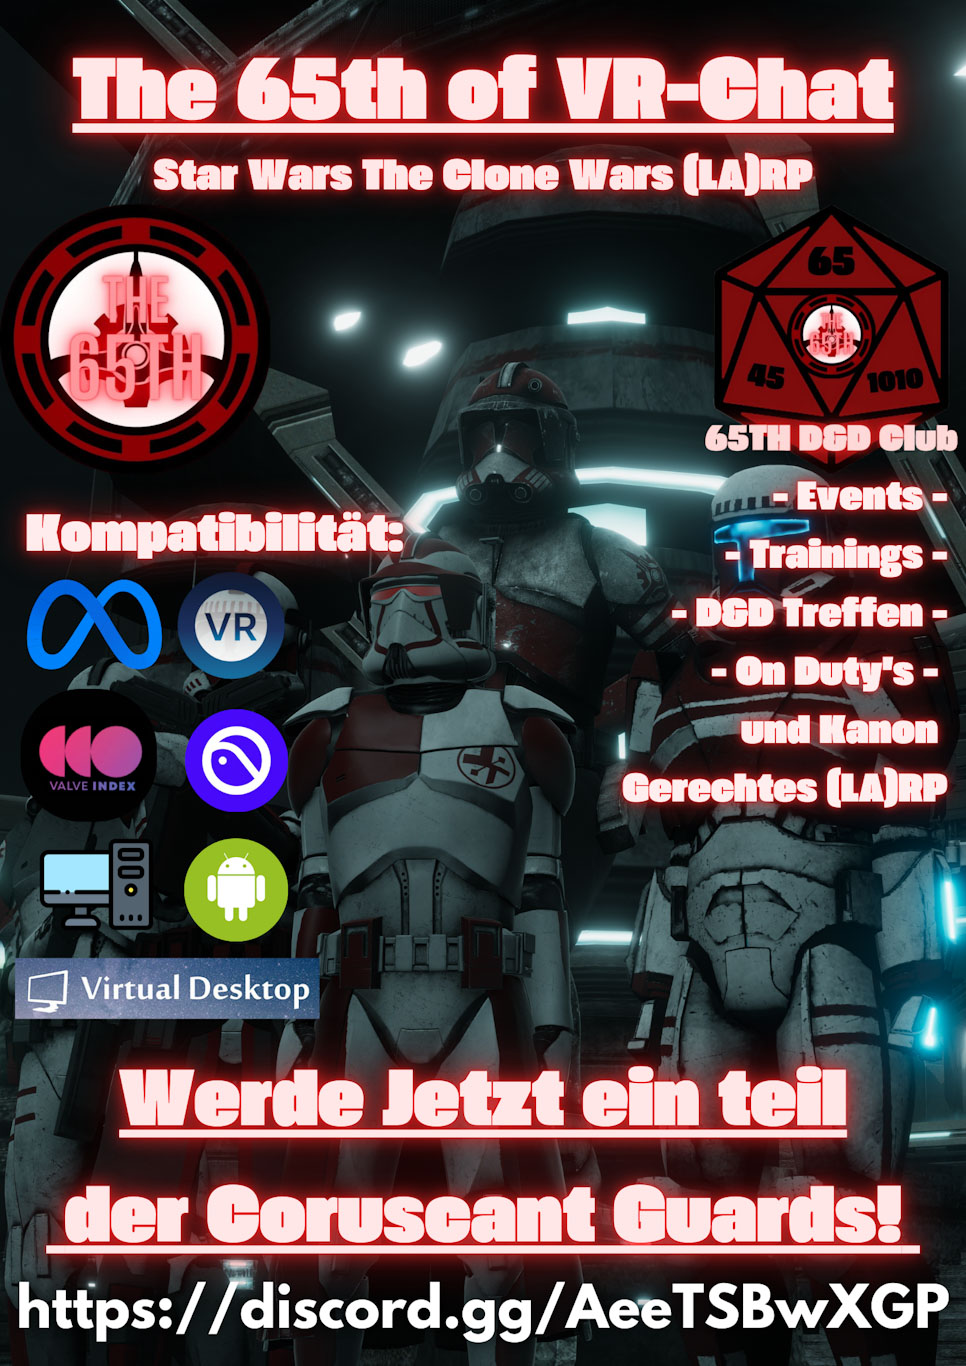 The 65th of VR-Chat
Star Wars The Clone Wars (LA)RP
THE
65TH
65
THE
65TH
45
1010
65TH D&D Club
- Events -
- Trainings -
- D&D Treffen -
- On Duty's -
und Kanon
Gerechtes (LA)RP
Kompatibilität:
VR
VALVE INDEX
Virtual Desktop
Werde Jetzt ein teil
der Coruscant Guards!
https://discord.gg/AeeTSBwXGP